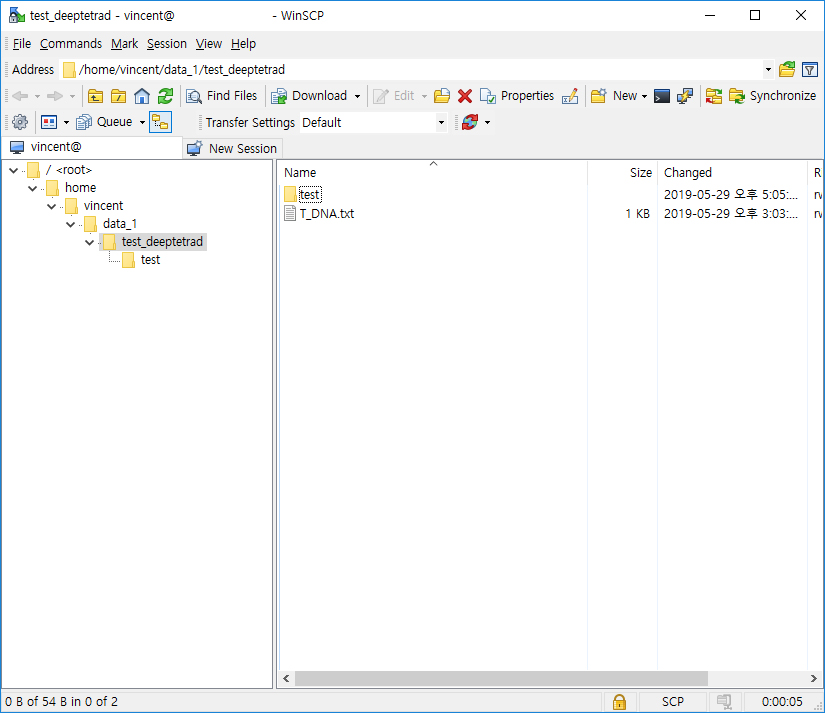 test_deeptetrad - vincent@ - WinSCP
File Commands Mark Session View Help
Address /home/vincent/data_1/test_deeptetrad
Find Files Download Edit Properties New Synchronize
Queue Transfer Settings Default
vincent@ New Session
/ <root>
home
vincent
data_1
test_deeptetrad
test
Name Size Changed R
test 2019-05-29 오후 5:05:...
T_DNA.txt 1 KB 2019-05-29 오후 3:03:...
0 B of 54 B in 0 of 2 SCP 0:00:05